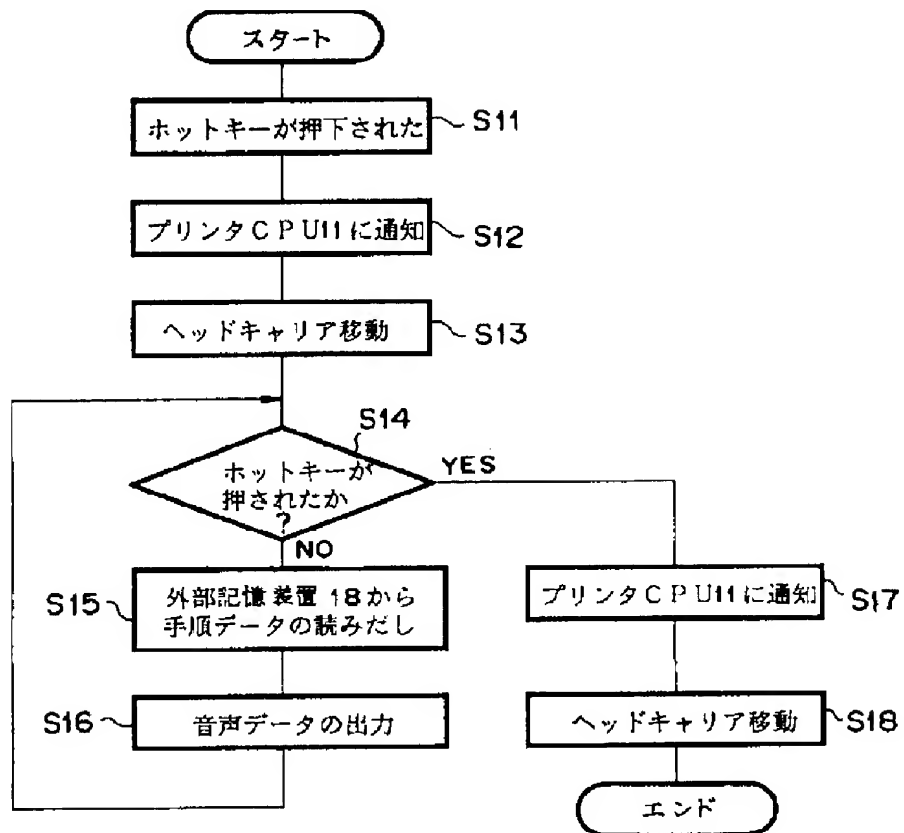 スタート
ホットキーが押下された
S11
プリンタCPU11に通知
S12
ヘッドキャリア移動
S13
S14
ホットキーが
押されたか
?
YES
NO
S15
外部記憶装置18から
手順データの読みだし
S16
音声データの出力
プリンタCPU11に通知
S17
ヘッドキャリア移動
S18
エンド